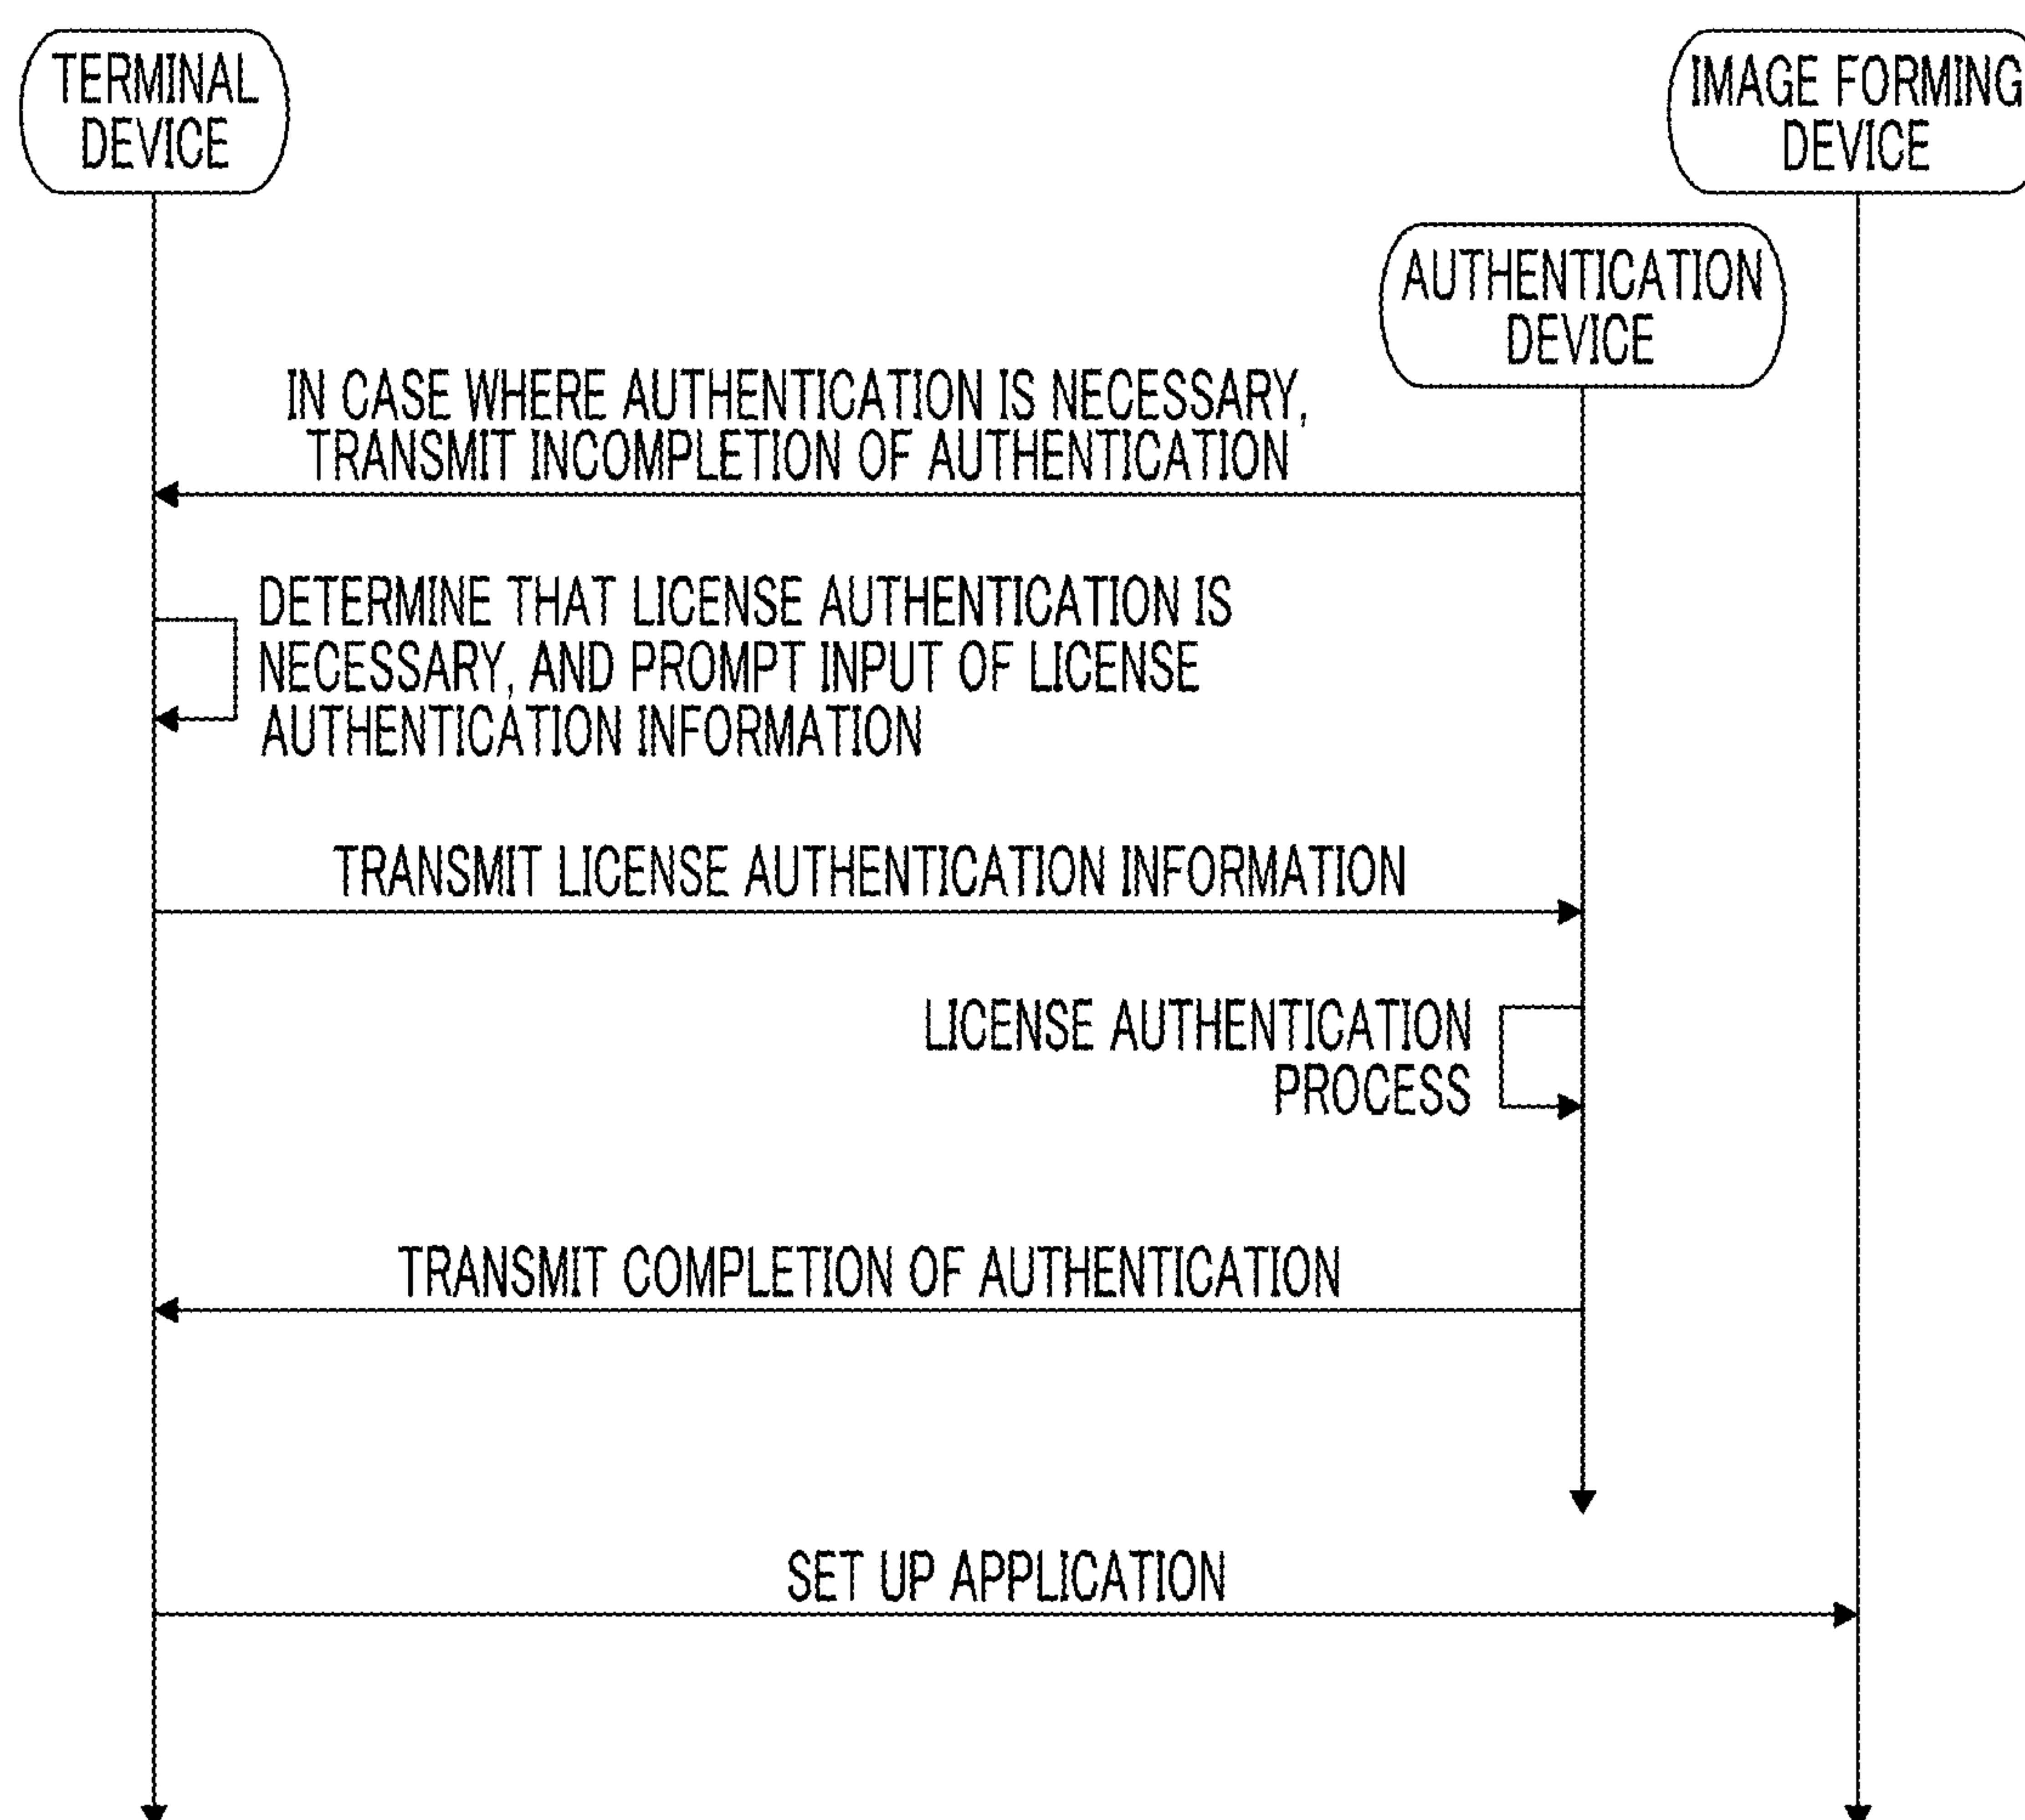 TERMINAL
DEVICE
IMAGE FORMING
DEVICE
AUTHENTICATION
DEVICE
IN CASE WHERE AUTHENTICATION IS NECESSARY,
TRANSMIT INCOMPLETION OF AUTHENTICATION
DETERMINE THAT LICENSE AUTHENTICATION IS
NECESSARY, AND PROMPT INPUT OF LICENSE
AUTHENTICATION INFORMATION
TRANSMIT LICENSE AUTHENTICATION INFORMATION
LICENSE AUTHENTICATION
PROCESS
TRANSMIT COMPLETION OF AUTHENTICATION
SET UP APPLICATION